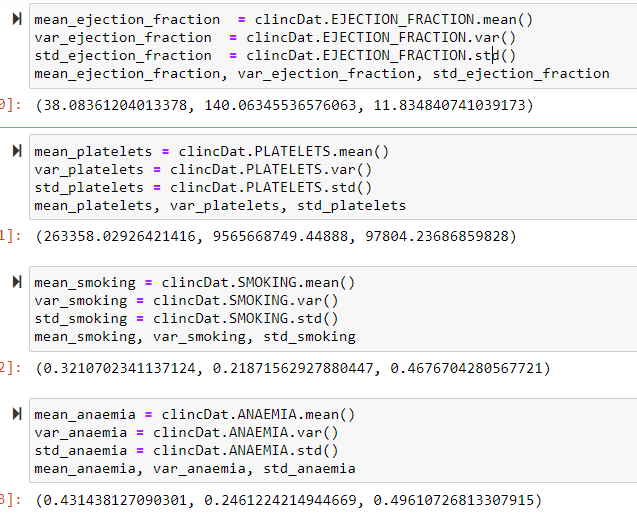 mean_ejection_fraction  = clincDat.EJECTION_FRACTION.mean()
var_ejection_fraction  = clincDat.EJECTION_FRACTION.var()
std_ejection_fraction  = clincDat.EJECTION_FRACTION.std()
mean_ejection_fraction, var_ejection_fraction, std_ejection_fraction
0]: (38.08361204013378, 140.06345536576063, 11.834840741039173)
mean_platelets = clincDat.PLATELETS.mean()
var_platelets = clincDat.PLATELETS.var()
std_platelets = clincDat.PLATELETS.std()
mean_platelets, var_platelets, std_platelets
1]: (263358.02926421416, 9565668749.44888, 97804.23686859828)
mean_smoking = clincDat.SMOKING.mean()
var_smoking = clincDat.SMOKING.var()
std_smoking = clincDat.SMOKING.std()
mean_smoking, var_smoking, std_smoking
2]: (0.3210702341137124, 0.21871562927880447, 0.4676704280567721)
mean_anaemia = clincDat.ANAEMIA.mean()
var_anaemia = clincDat.ANAEMIA.var()
std_anaemia = clincDat.ANAEMIA.std()
mean_anaemia, var_anaemia, std_anaemia
3]: (0.431438127090301, 0.2461224214944669, 0.49610726813307915)